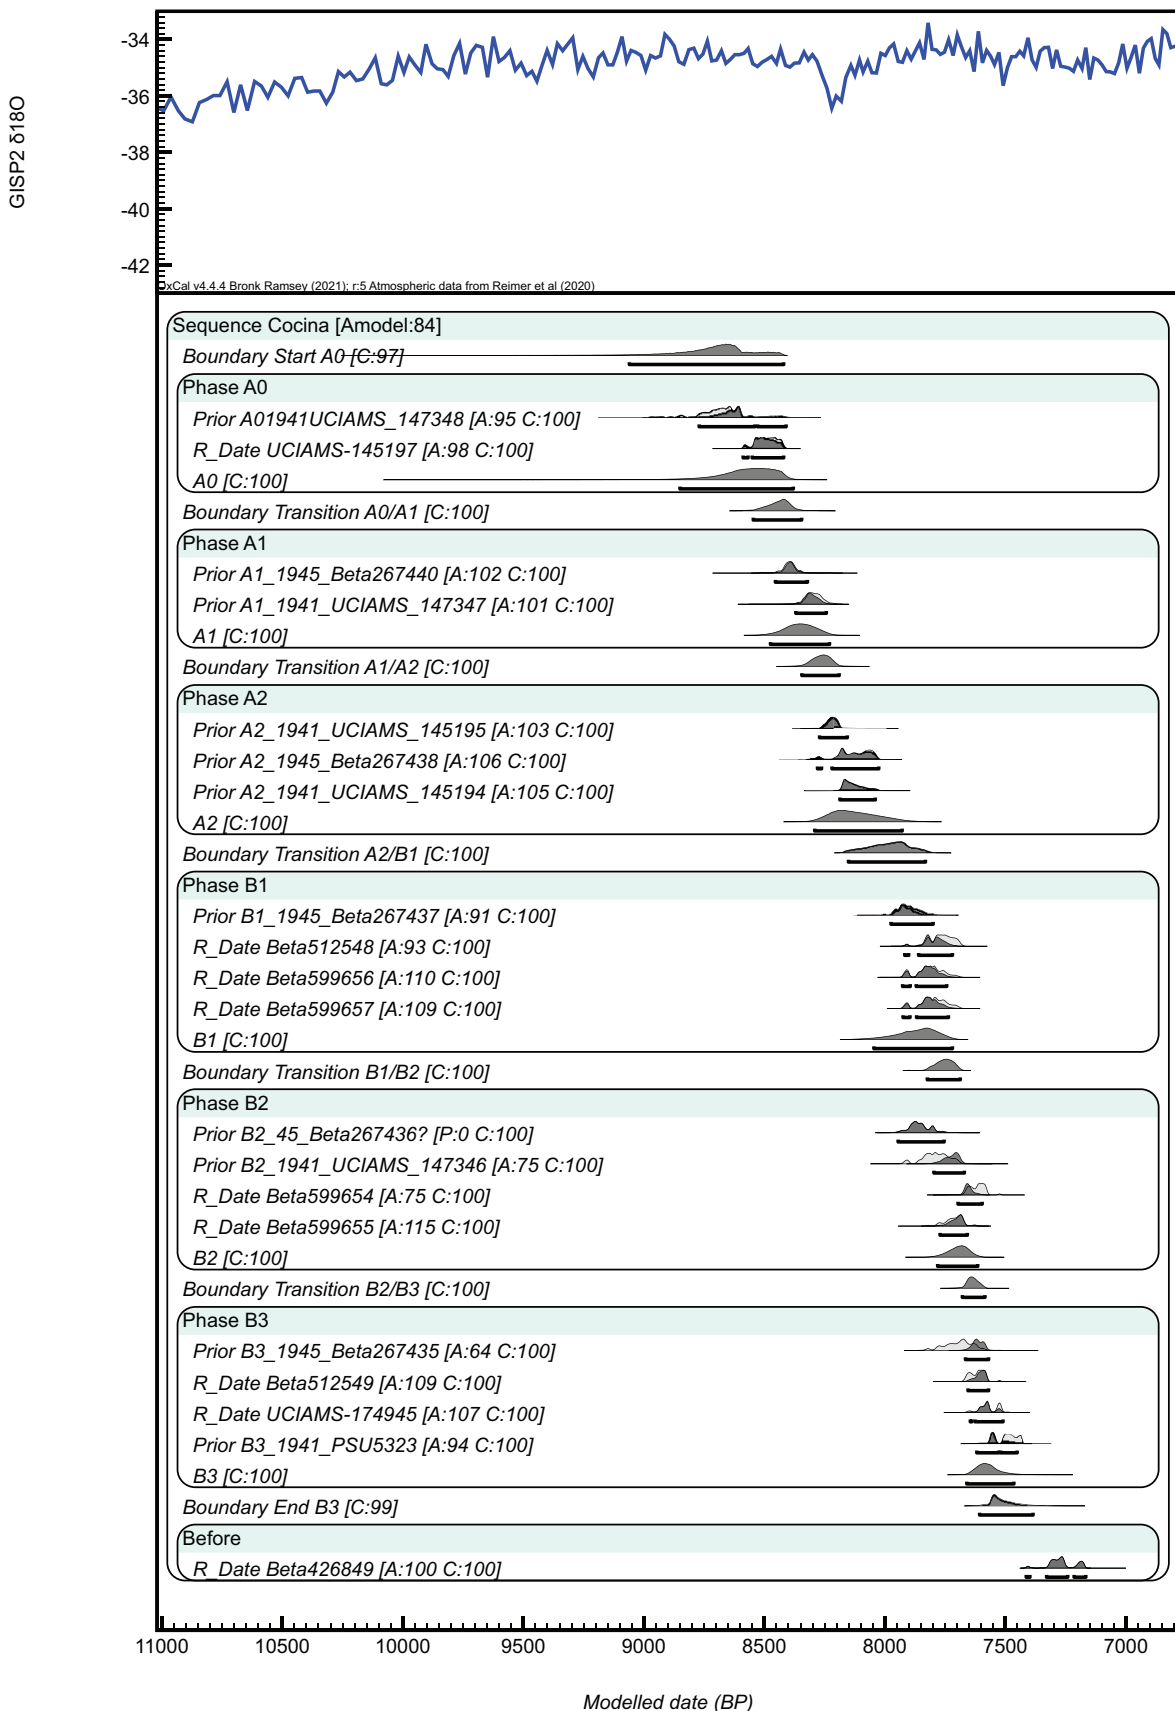 GISP2 δ18O
-34
-36
-38
-40
-42
OxCal v4.4.4 Bronk Ramsey (2021); r:5 Atmospheric data from Reimer et al (2020)
Sequence Cocina [Amodel:84]
Boundary Start A0 [C:97]
Phase A0
Prior A01941UCIAMS_147348 [A:95 C:100]
R_Date UCIAMS-145197 [A:98 C:100]
A0 [C:100]
Boundary Transition A0/A1 [C:100]
Phase A1
Prior A1_1945_Beta267440 [A:102 C:100]
Prior A1_1941_UCIAMS_147347 [A:101 C:100]
A1 [C:100]
Boundary Transition A1/A2 [C:100]
Phase A2
Prior A2_1941_UCIAMS_145195 [A:103 C:100]
Prior A2_1945_Beta267438 [A:106 C:100]
Prior A2_1941_UCIAMS_145194 [A:105 C:100]
A2 [C:100]
Boundary Transition A2/B1 [C:100]
Phase B1
Prior B1_1945_Beta267437 [A:91 C:100]
R_Date Beta512548 [A:93 C:100]
R_Date Beta599656 [A:110 C:100]
R_Date Beta599657 [A:109 C:100]
B1 [C:100]
Boundary Transition B1/B2 [C:100]
Phase B2
Prior B2_45_Beta267436? [P:0 C:100]
Prior B2_1941_UCIAMS_147346 [A:75 C:100]
R_Date Beta599654 [A:75 C:100]
R_Date Beta599655 [A:115 C:100]
B2 [C:100]
Boundary Transition B2/B3 [C:100]
Phase B3
Prior B3_1945_Beta267435 [A:64 C:100]
R_Date Beta512549 [A:109 C:100]
R_Date UCIAMS-174945 [A:107 C:100]
Prior B3_1941_PSU5323 [A:94 C:100]
B3 [C:100]
Boundary End B3 [C:99]
Before
R_Date Beta426849 [A:100 C:100]
11000 10500 10000 9500 9000 8500 8000 7500 7000
Modelled date (BP)